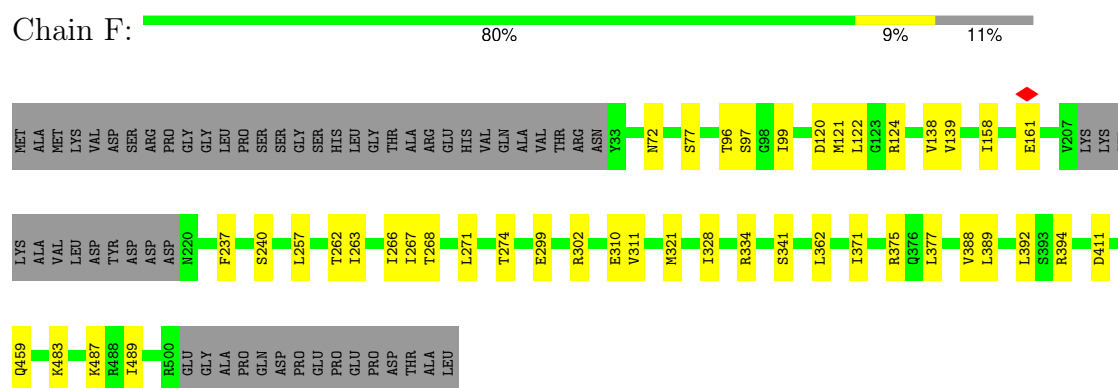 Chain F:
80% 9% 11%
MET ALA MET LYS VAL ASP SER ARG PRO GLY GLY LEU PRO SER SER GLY SER HIS LEU GLY THR ALA ARG GLU HIS VAL GLN ALA VAL THR ARG ASN Y33 N72 S77 T96 S97 G98 I99 D120 M121 L122 G123 R124 V138 V139 I158 E161 V207 LYS LYS
LYS ALA VAL LEU ASP TYR ASP ASP ASP N220 F237 S240 L257 T262 I263 I266 I267 T268 L271 T274 E299 R302 E310 V311 M321 I328 R334 S341 L362 I371 R375 Q376 L377 V388 L389 L392 S393 R394 D411
Q459 K483 K487 R488 I489 R500 GLU GLY ALA PRO GLN ASP PRO GLU PRO GLU PRO ASP THR ALA LEU